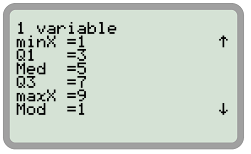 1 variable
minX =1 ↑
Q1 =3
Med =5
Q3 =7
maxX =9
Mod =1 ↓